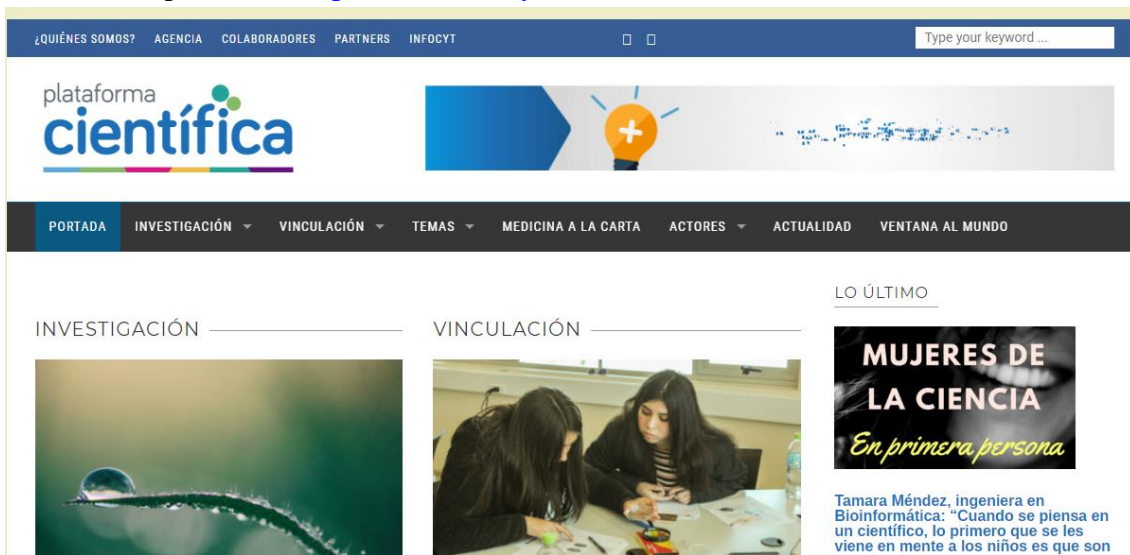 ¿QUIÉNES SOMOS? AGENCIA COLABORADORES PARTNERS INFOCYT
Type your keyword ...
plataforma
científica
PORTADA INVESTIGACIÓN VINCULACIÓN TEMAS MEDICINA A LA CARTA ACTORES ACTUALIDAD VENTANA AL MUNDO
LO ÚLTIMO
INVESTIGACIÓN
VINCULACIÓN
MUJERES DE
LA CIENCIA
En primera persona
Tamara Méndez, ingeniera en
Bioinformática: “Cuando se piensa en
un científico, lo primero que se les
viene en mente a los niños es que son